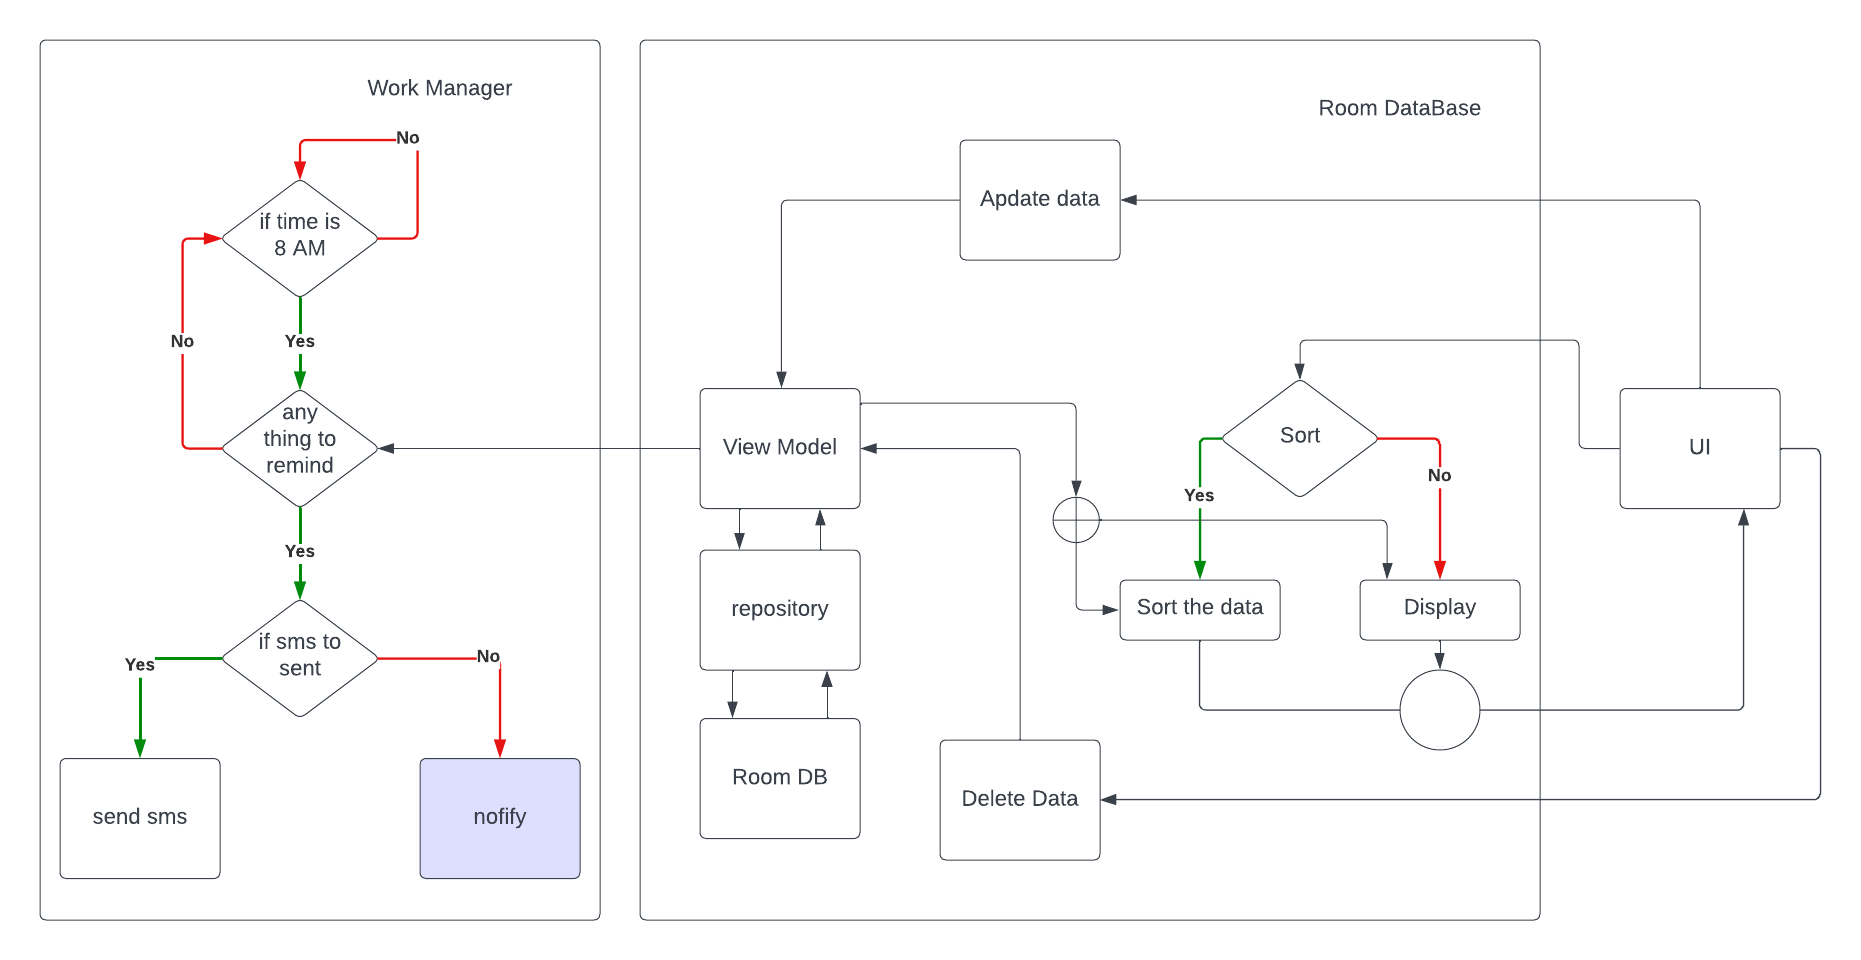 Work Manager
No
if time is
8 AM
No
Yes
any
thing to
remind
Yes
if sms to
sent
Yes
No
send sms
nofify
Room DataBase
Apdate data
View Model
Sort
UI
Yes
No
repository
Sort the data
Display
Room DB
Delete Data